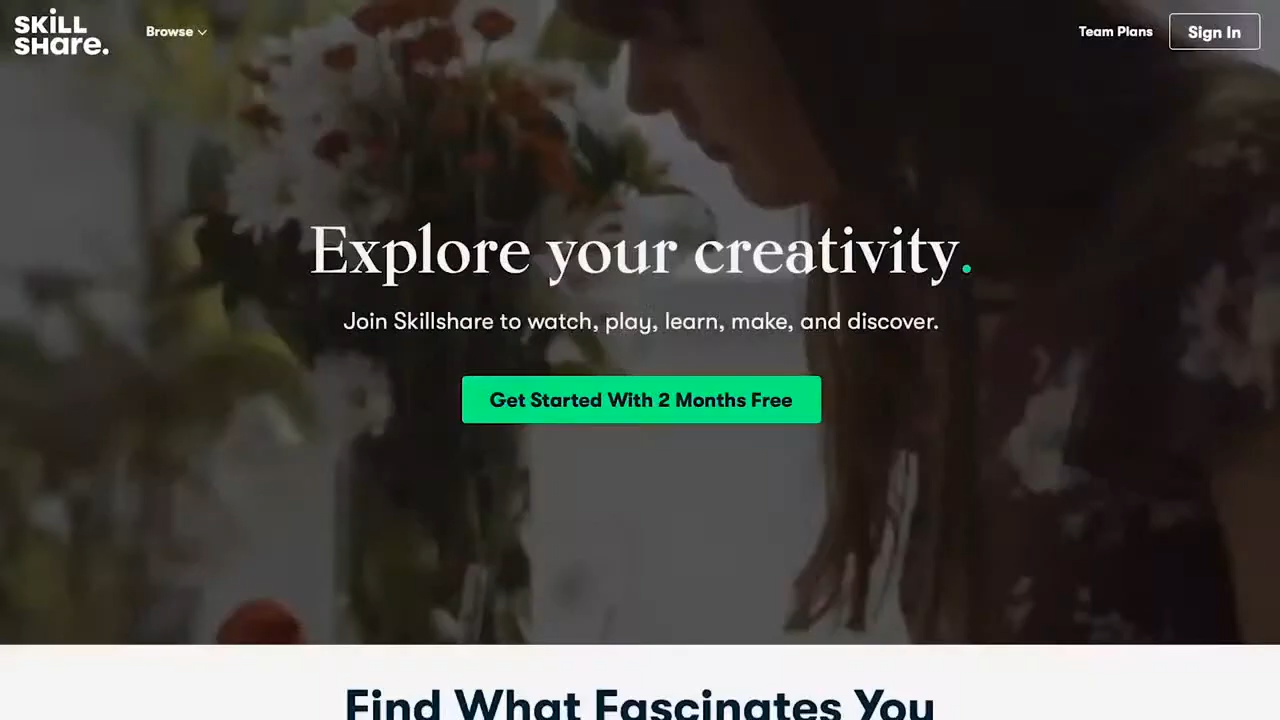 SKiLL
SHare.
Browse
Team Plans
Sign In
Explore your creativity.
Join Skillshare to watch, play, learn, make, and discover.
Get Started With 2 Months Free
Find What Fascinates You